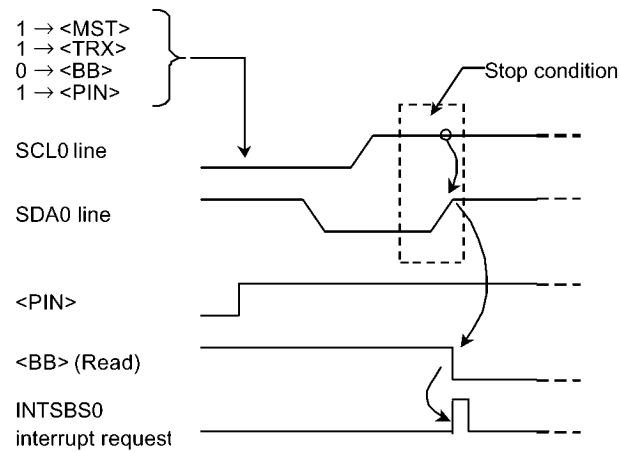 1 → <MST>
1 → <TRX>
0 → <BB>
1 → <PIN>
Stop condition
SCL0 line
SDA0 line
<PIN>
<BB> (Read)
INTSBS0
interrupt request